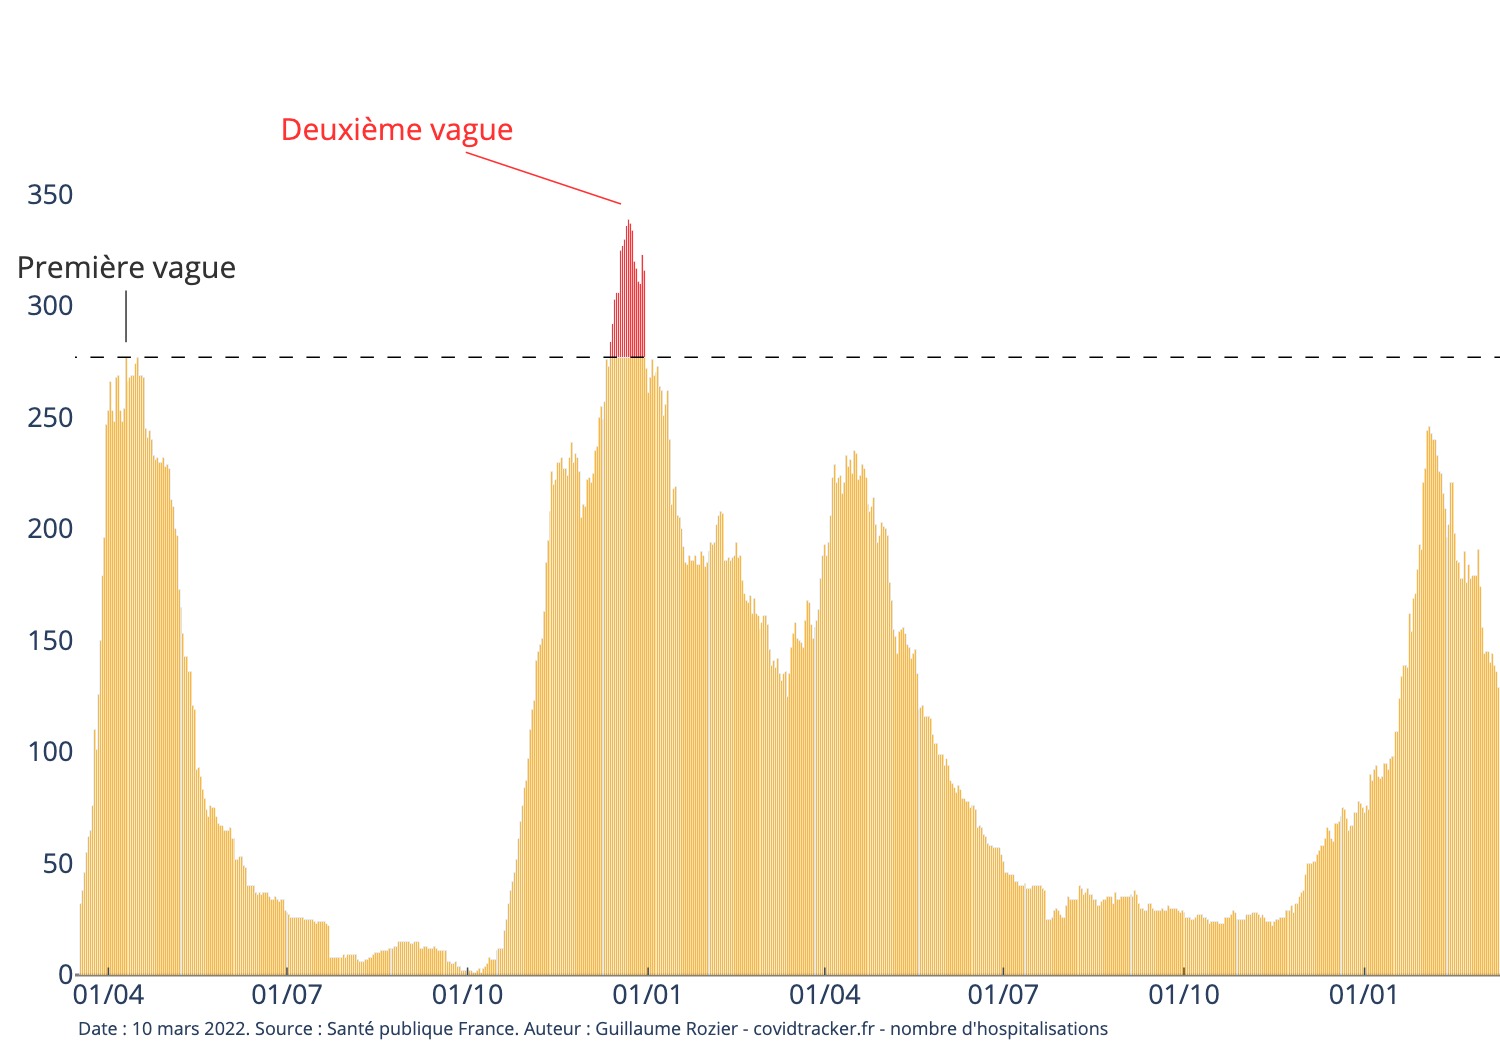 Deuxième vague
350
Première vague
300
250
200
150
100
50
0
01/04 01/07 01/10 01/01 01/04 01/07 01/10 01/01
Date : 10 mars 2022. Source : Santé publique France. Auteur : Guillaume Rozier - covidtracker.fr - nombre d'hospitalisations